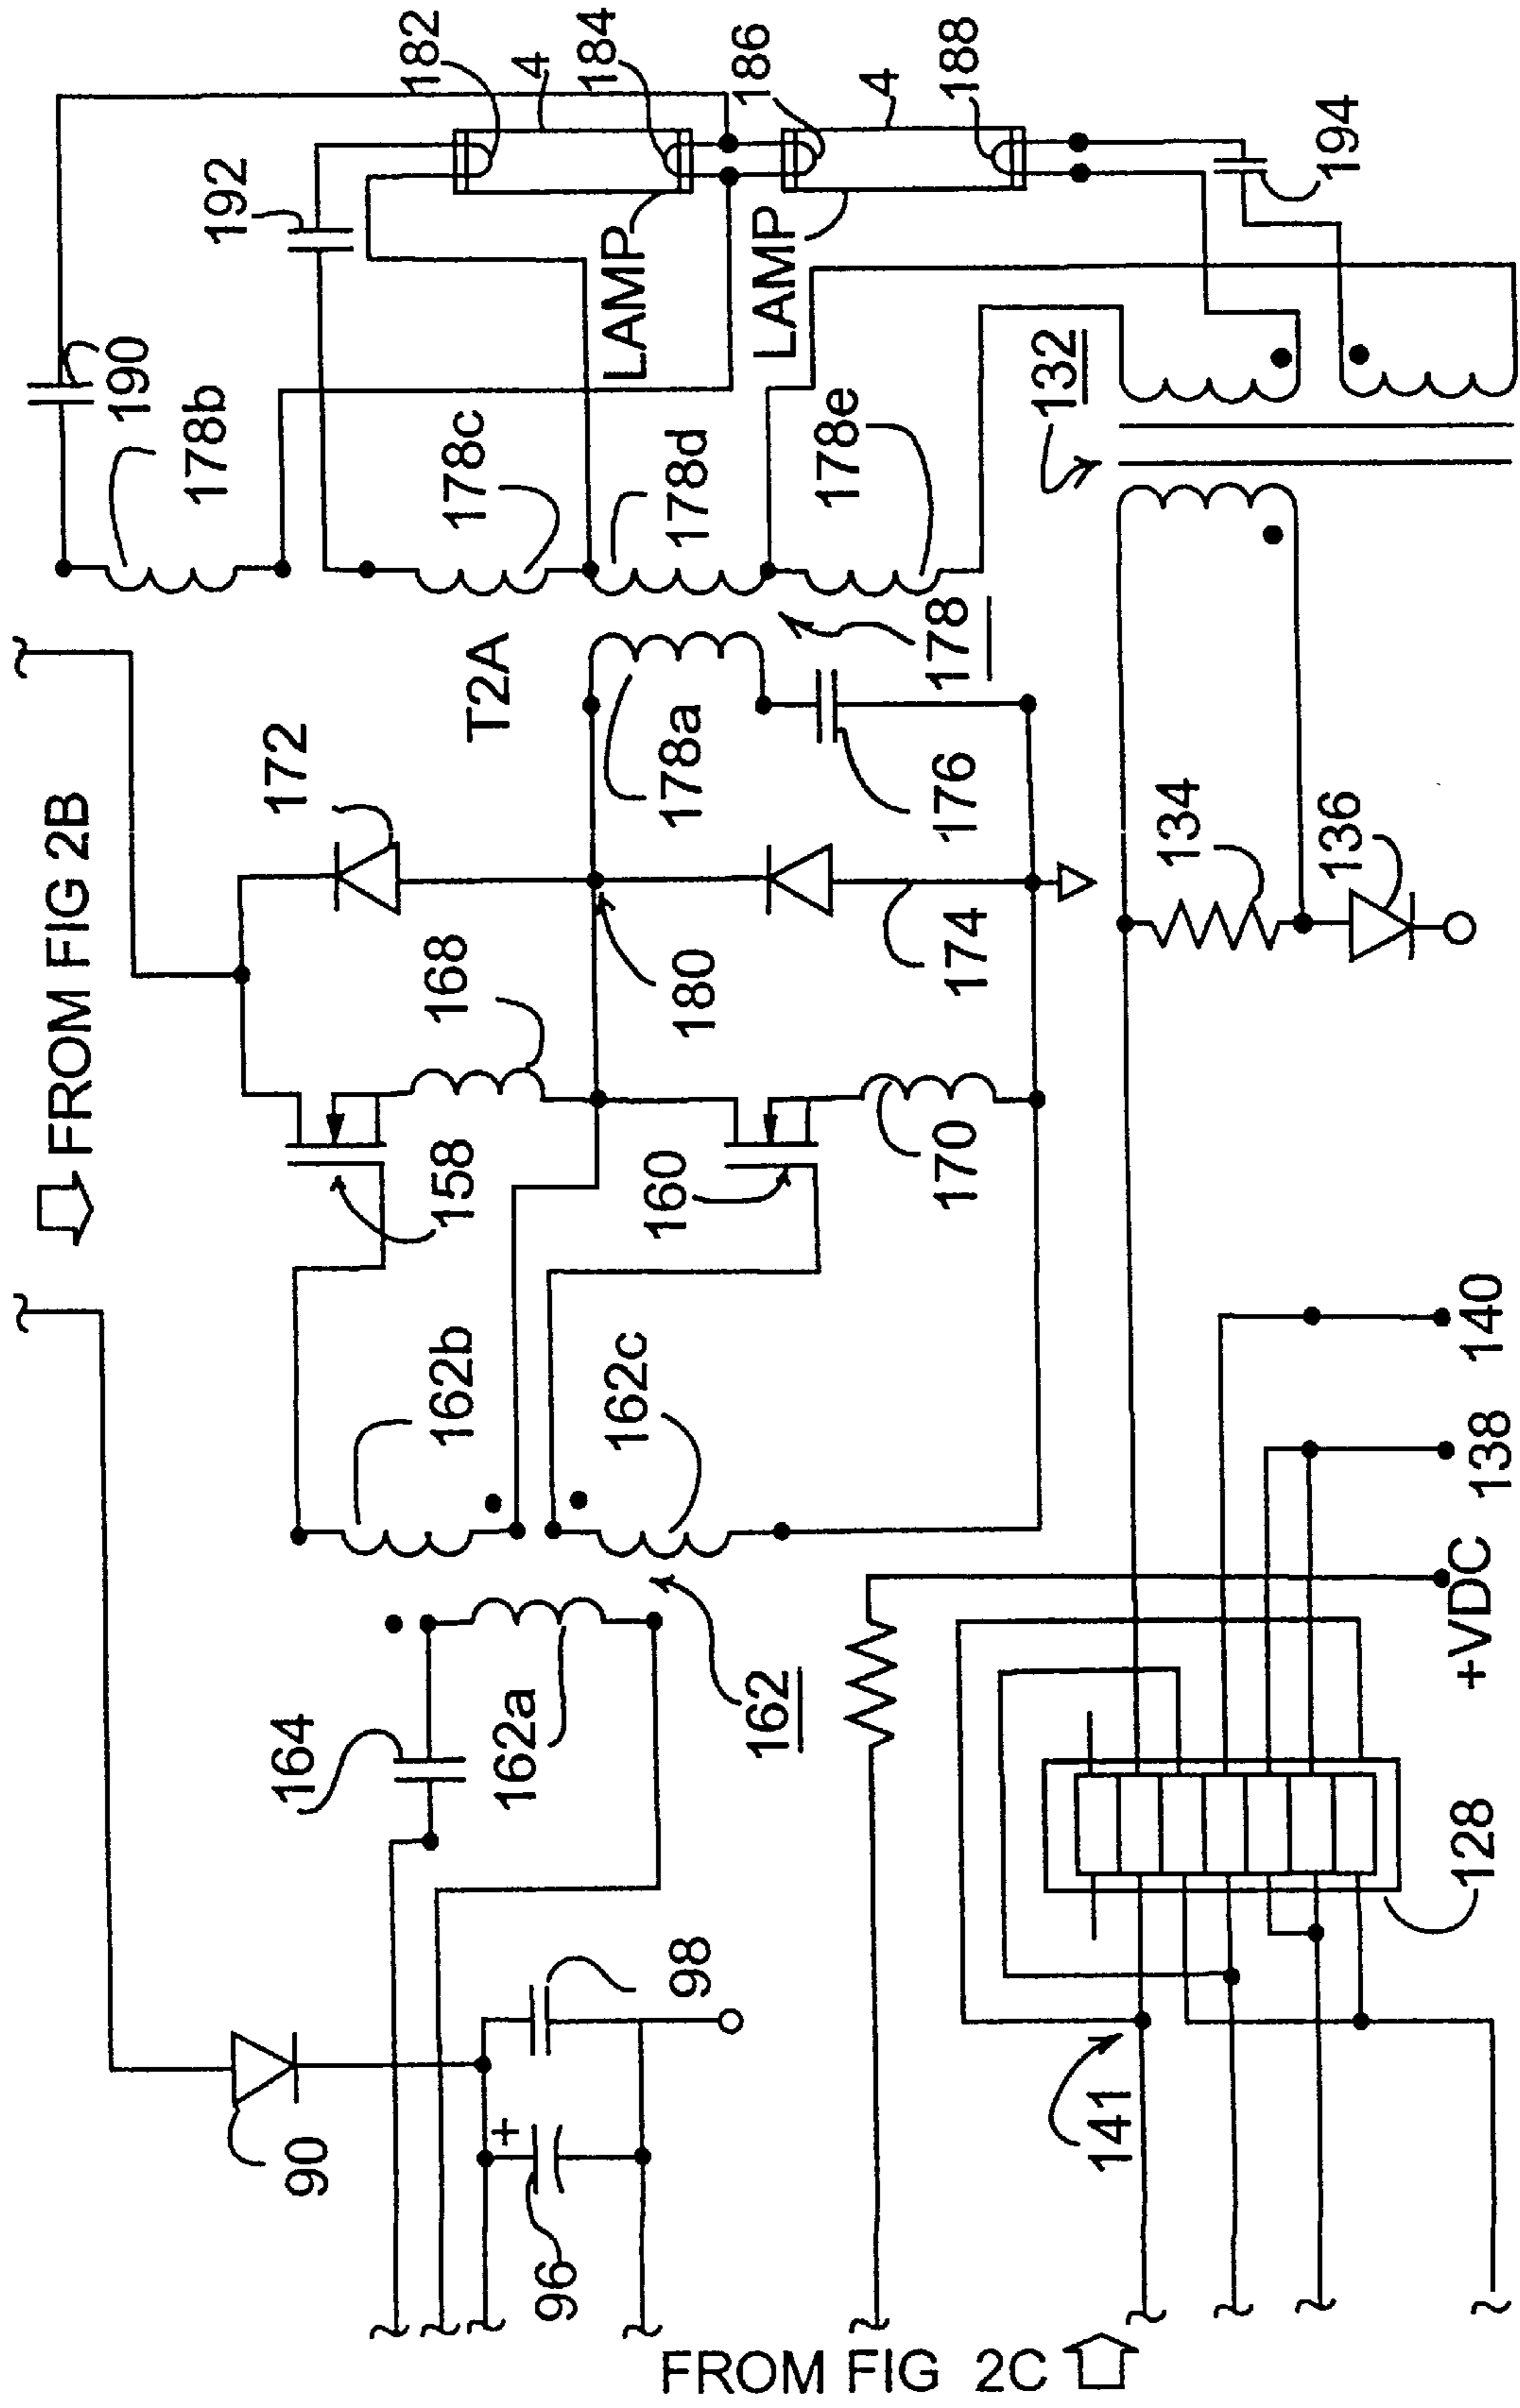 FROM FIG 2B
182
4
184
186
4
188
192
194
190
178b
178c
178d
178e
LAMP
LAMP
132
T2A
178
172
178a
176
134
136
168
180
174
158
160
170
162b
162c
140
138
+VDC
164
162a
162
128
98
90
96
+
141
FROM FIG 2C